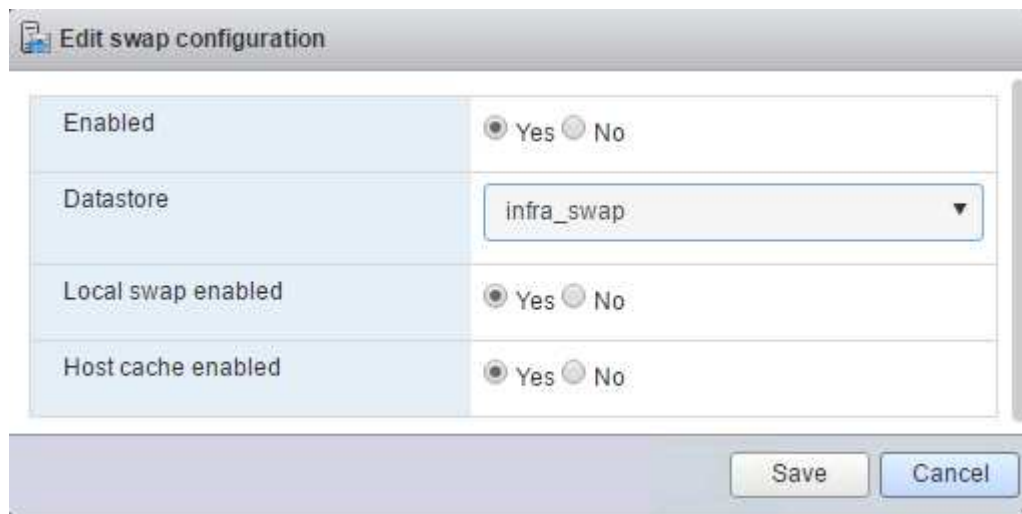 Edit swap configuration
Enabled Yes No
Datastore infra_swap
Local swap enabled Yes No
Host cache enabled Yes No
Save Cancel